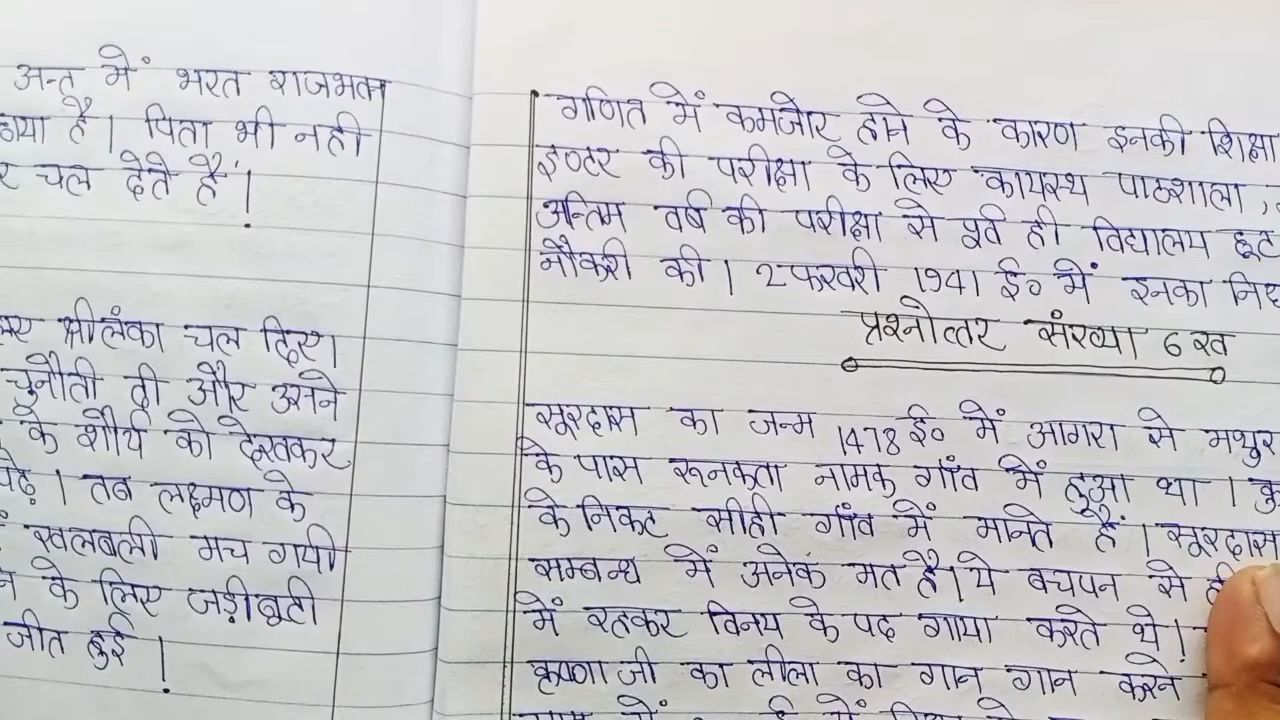 अन्त में भरत राजभक्त
गया है। पिता भी नही
चल देते हैं।
श्रीलंका चल दिए।
चुनौती दी और उसने
के शौर्य को देखकर
पढ़े। तब लक्ष्मण के
खलबली मच गयी
के लिए जड़ीबूटी
जीत हुई।
गणित में कमजोर होने के कारण इनकी शिक्षा
इण्टर की परीक्षा के लिए कायस्थ पाठशाला,
अन्तिम वर्ष की परीक्षा से पूर्व ही विद्यालय छूट
नौकरी की। 2 फरवरी 1941 ई० में इनका
प्रश्नोत्तर संख्या 6 ख
सूरदास का जन्म 1478 ई० में आगरा से मथुर
के पास रूनकता नामक गाँव में हुआ था।
के निकट सीही गाँव में मानते हैं। सूरदास
सम्बन्ध में अनेक मत है। ये बचपन से
में रहकर विनय के पद गाया करते थे।
कृष्णा जी का लीला का गान गान करने